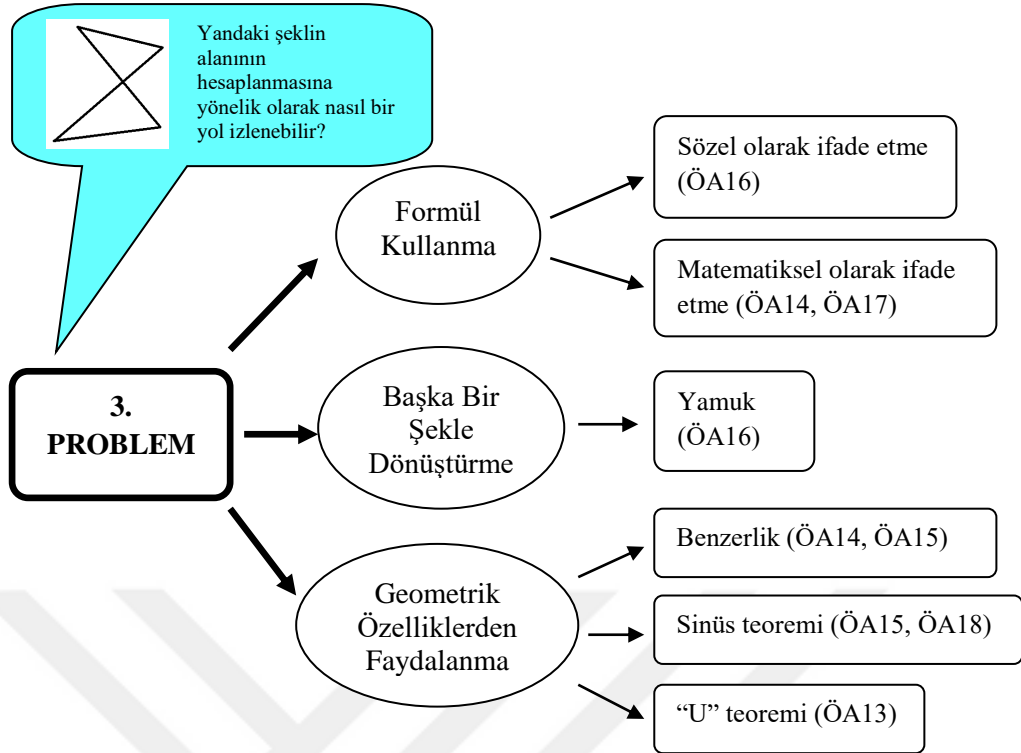 Yandaki şeklin
alanının
hesaplanmasına
yönelik olarak nasıl bir
yol izlenebilir?
3.
PROBLEM
Formül
Kullanma
Sözel olarak ifade etme
(ÖA16)
Matematiksel olarak ifade
etme (ÖA14, ÖA17)
Başka Bir
Şekle
Dönüştürme
Yamuk
(ÖA16)
Geometrik
Özelliklerden
Faydalanma
Benzerlik (ÖA14, ÖA15)
Sinüs teoremi (ÖA15, ÖA18)
“U” teoremi (ÖA13)